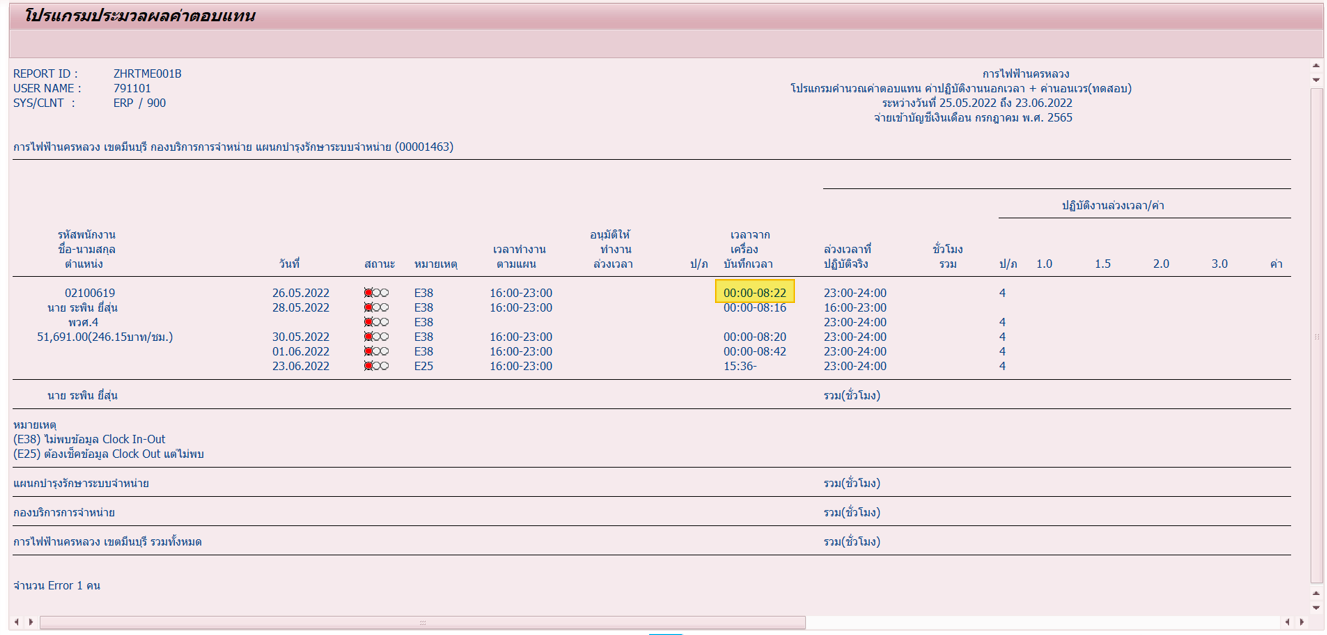 โปรแกรมประมวลผลค่าตอบแทน
REPORT ID : ZHRTME001B การไฟฟ้านครหลวง
USER NAME : 791101 โปรแกรมคำนวณค่าตอบแทน ค่าปฏิบัติงานนอกเวลา + ค่านอนเวร(ทดสอบ)
SYS/CLNT : ERP / 900 ระหว่างวันที่ 25.05.2022 ถึง 23.06.2022
จ่ายเข้าบัญชีเงินเดือน กรกฎาคม พ.ศ. 2565
การไฟฟ้านครหลวง เขตมีนบุรี กองบริการการจำหน่าย แผนกบำรุงรักษาระบบจำหน่าย (00001463)
ปฏิบัติงานล่วงเวลา/ค่า
รหัสพนักงาน อนุมัติให้ เวลาจาก
ชื่อ-นามสกุล เวลาทำงาน ทำงาน เครื่อง ล่วงเวลาที่ ชั่วโมง
ตำแหน่ง วันที่ สถานะ หมายเหตุ ตามแผน ล่วงเวลา ป/ภ บันทึกเวลา ปฏิบัติจริง รวม ป/ภ 1.0 1.5 2.0 3.0 ค่า
02100619 26.05.2022 E38 16:00-23:00 00:00-08:22 23:00-24:00 4
นาย ระพิน ยี่สุ่น 28.05.2022 E38 16:00-23:00 00:00-08:16 16:00-23:00
พวศ.4 E38 23:00-24:00 4
51,691.00(246.15บาท/ชม.) 30.05.2022 E38 16:00-23:00 00:00-08:20 23:00-24:00 4
01.06.2022 E38 16:00-23:00 00:00-08:42 23:00-24:00 4
23.06.2022 E25 16:00-23:00 15:36- 23:00-24:00 4
นาย ระพิน ยี่สุ่น รวม(ชั่วโมง)
หมายเหตุ
(E38) ไม่พบข้อมูล Clock In-Out
(E25) ต้องเช็คข้อมูล Clock Out แต่ไม่พบ
แผนกบำรุงรักษาระบบจำหน่าย รวม(ชั่วโมง)
กองบริการการจำหน่าย รวม(ชั่วโมง)
การไฟฟ้านครหลวง เขตมีนบุรี รวมทั้งหมด รวม(ชั่วโมง)
จำนวน Error 1 คน